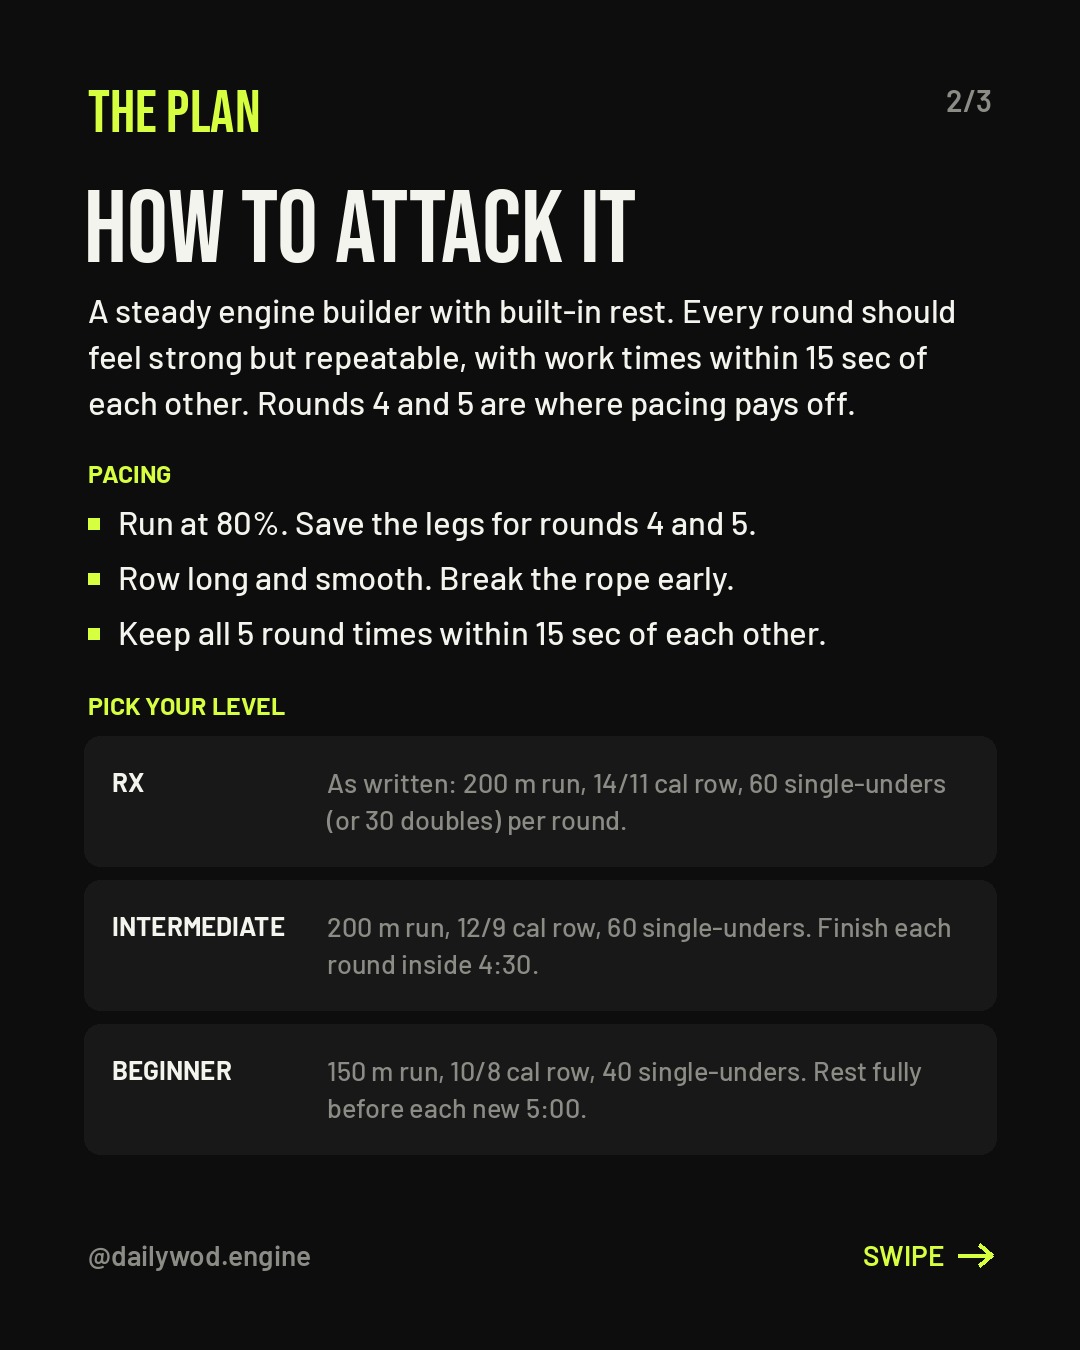 THE PLAN
2/3
HOW TO ATTACK IT
A steady engine builder with built-in rest. Every round should
feel strong but repeatable, with work times within 15 sec of
each other. Rounds 4 and 5 are where pacing pays off.
PACING
Run at 80%. Save the legs for rounds 4 and 5.
Row long and smooth. Break the rope early.
Keep all 5 round times within 15 sec of each other.
PICK YOUR LEVEL
RX
As written: 200 m run, 14/11 cal row, 60 single-unders
(or 30 doubles) per round.
INTERMEDIATE
200 m run, 12/9 cal row, 60 single-unders. Finish each
round inside 4:30.
BEGINNER
150 m run, 10/8 cal row, 40 single-unders. Rest fully
before each new 5:00.
@dailywod.engine
SWIPE →